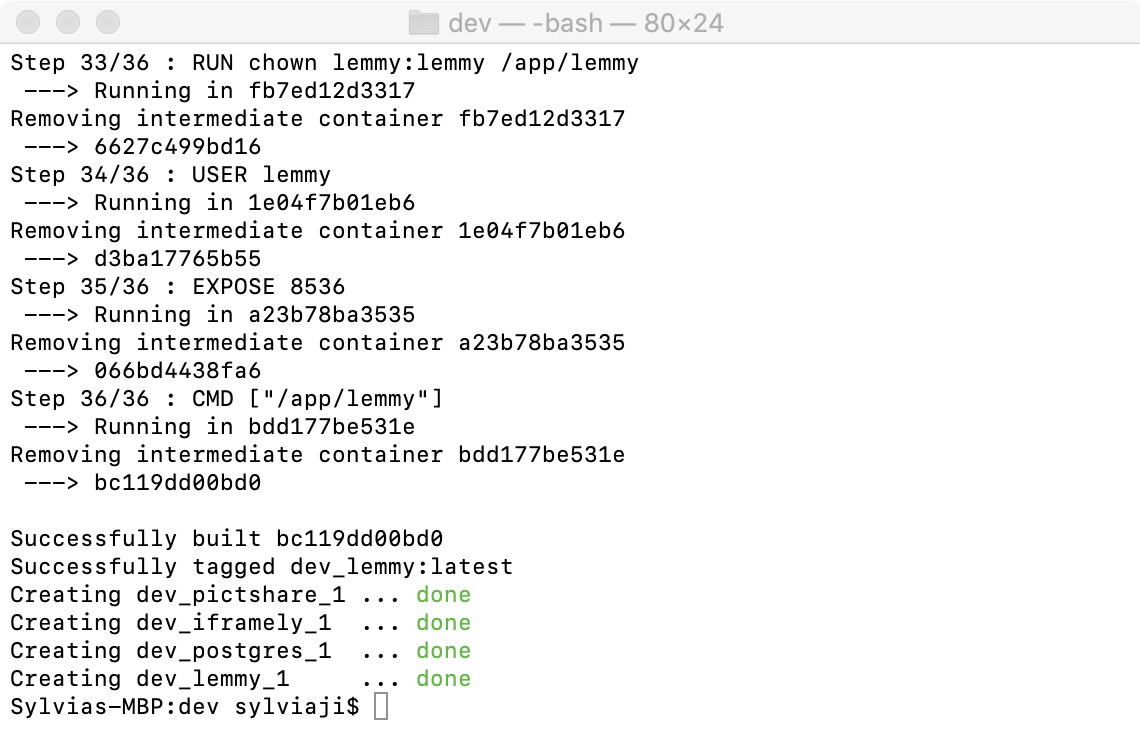 dev — -bash — 80×24
Step 33/36 : RUN chown lemmy:lemmy /app/lemmy
 ---> Running in fb7ed12d3317
Removing intermediate container fb7ed12d3317
 ---> 6627c499bd16
Step 34/36 : USER lemmy
 ---> Running in 1e04f7b01eb6
Removing intermediate container 1e04f7b01eb6
 ---> d3ba17765b55
Step 35/36 : EXPOSE 8536
 ---> Running in a23b78ba3535
Removing intermediate container a23b78ba3535
 ---> 066bd4438fa6
Step 36/36 : CMD ["/app/lemmy"]
 ---> Running in bdd177be531e
Removing intermediate container bdd177be531e
 ---> bc119dd00bd0

Successfully built bc119dd00bd0
Successfully tagged dev_lemmy:latest
Creating dev_pictshare_1 ... done
Creating dev_iframely_1  ... done
Creating dev_postgres_1  ... done
Creating dev_lemmy_1     ... done
Sylvias-MBP:dev sylviaji$